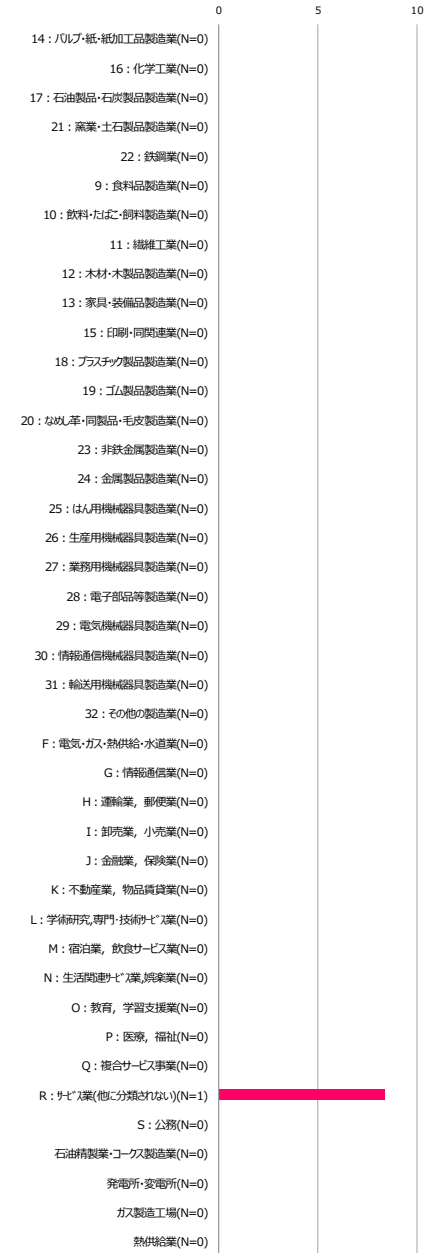 0 5 10
14：パルプ・紙・紙加工品製造業(N=0)
16：化学工業(N=0)
17：石油製品・石炭製品製造業(N=0)
21：窯業・土石製品製造業(N=0)
22：鉄鋼業(N=0)
9：食料品製造業(N=0)
10：飲料・たばこ・飼料製造業(N=0)
11：繊維工業(N=0)
12：木材・木製品製造業(N=0)
13：家具・装備品製造業(N=0)
15：印刷・同関連業(N=0)
18：プラスチック製品製造業(N=0)
19：ゴム製品製造業(N=0)
20：なめし革・同製品・毛皮製造業(N=0)
23：非鉄金属製造業(N=0)
24：金属製品製造業(N=0)
25：はん用機械器具製造業(N=0)
26：生産用機械器具製造業(N=0)
27：業務用機械器具製造業(N=0)
28：電子部品等製造業(N=0)
29：電気機械器具製造業(N=0)
30：情報通信機械器具製造業(N=0)
31：輸送用機械器具製造業(N=0)
32：その他の製造業(N=0)
F：電気・ガス・熱供給・水道業(N=0)
G：情報通信業(N=0)
H：運輸業，郵便業(N=0)
I：卸売業，小売業(N=0)
J：金融業，保険業(N=0)
K：不動産業，物品賃貸業(N=0)
L：学術研究,専門・技術ｻｰﾋﾞｽ業(N=0)
M：宿泊業，飲食サービス業(N=0)
N：生活関連ｻｰﾋﾞｽ業,娯楽業(N=0)
O：教育，学習支援業(N=0)
P：医療，福祉(N=0)
Q：複合サービス事業(N=0)
R：ｻｰﾋﾞｽ業(他に分類されない)(N=1)
S：公務(N=0)
石油精製業・コークス製造業(N=0)
発電所・変電所(N=0)
ガス製造工場(N=0)
熱供給業(N=0)